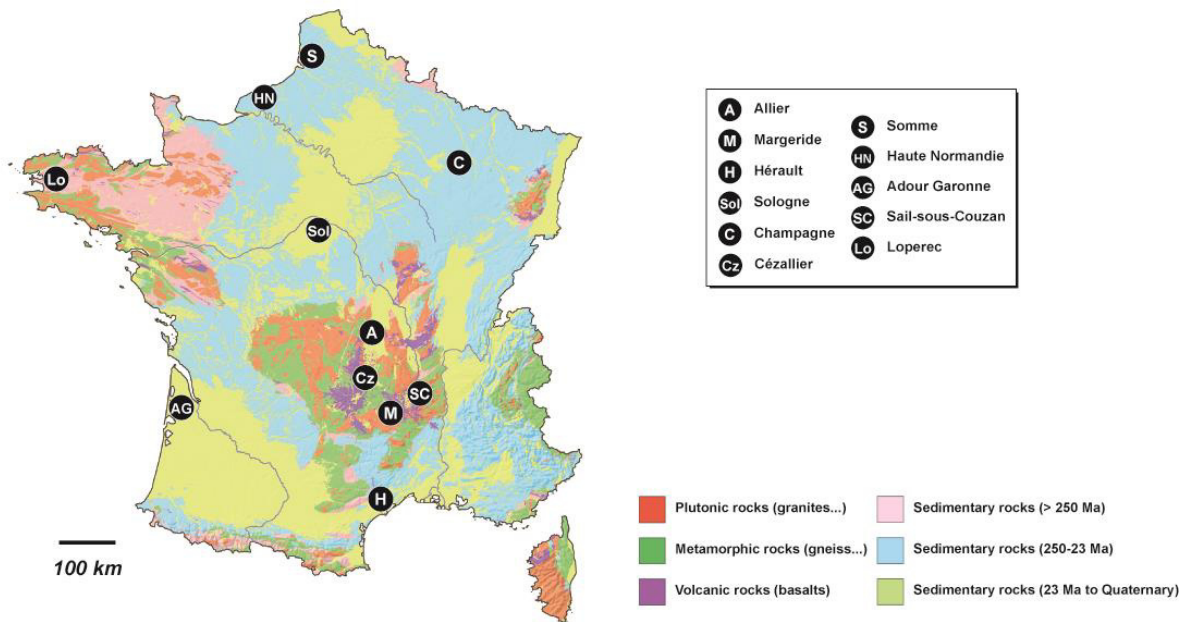 S
HN
C
Lo
Sol
A
Cz
SC
AG
M
H
100 km
A Allier
M Margeride
H Hérault
Sol Sologne
C Champagne
Cz Cézallier
S Somme
HN Haute Normandie
AG Adour Garonne
SC Sail-sous-Couzan
Lo Loperec
Plutonic rocks (granites...)
Metamorphic rocks (gneiss...)
Volcanic rocks (basalts)
Sedimentary rocks (> 250 Ma)
Sedimentary rocks (250-23 Ma)
Sedimentary rocks (23 Ma to Quaternary)